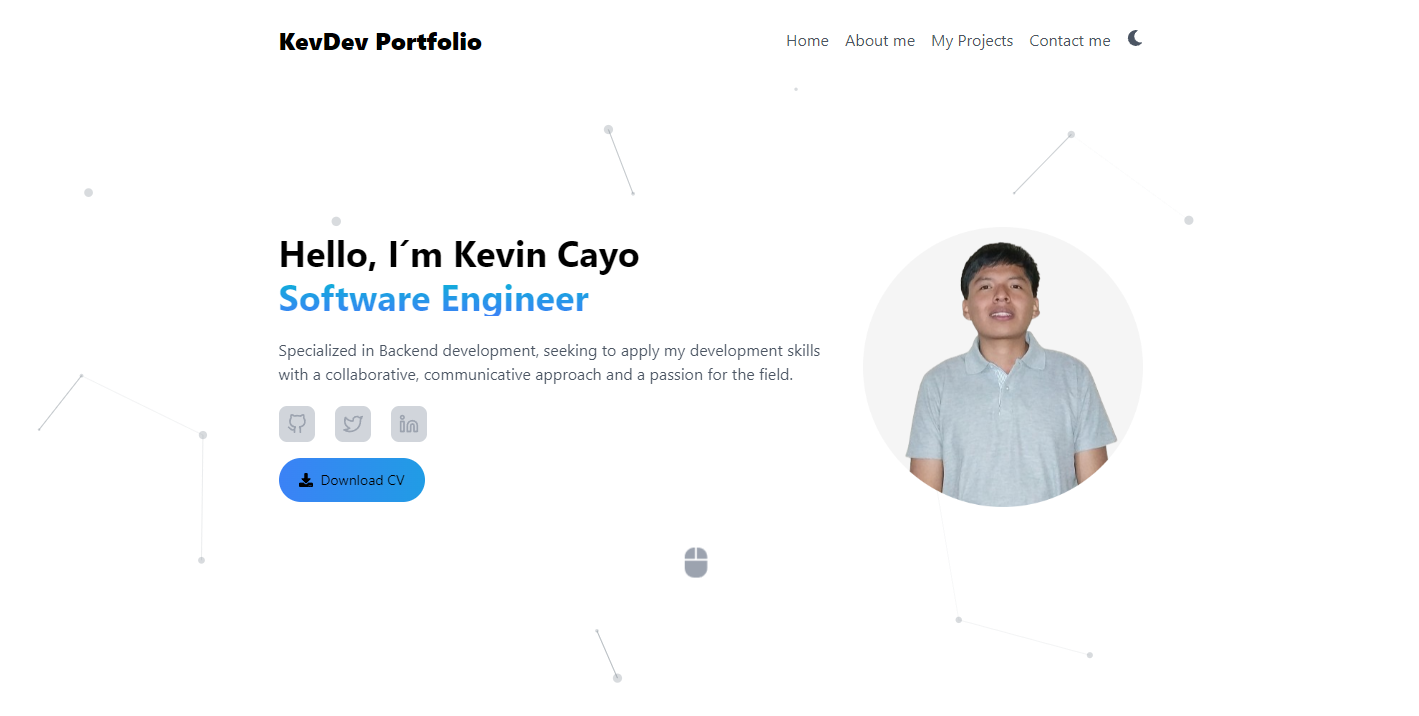 KevDev Portfolio
Home About me My Projects Contact me
Hello, I´m Kevin Cayo
Software Engineer
Specialized in Backend development, seeking to apply my development skills
with a collaborative, communicative approach and a passion for the field.
in
Download CV